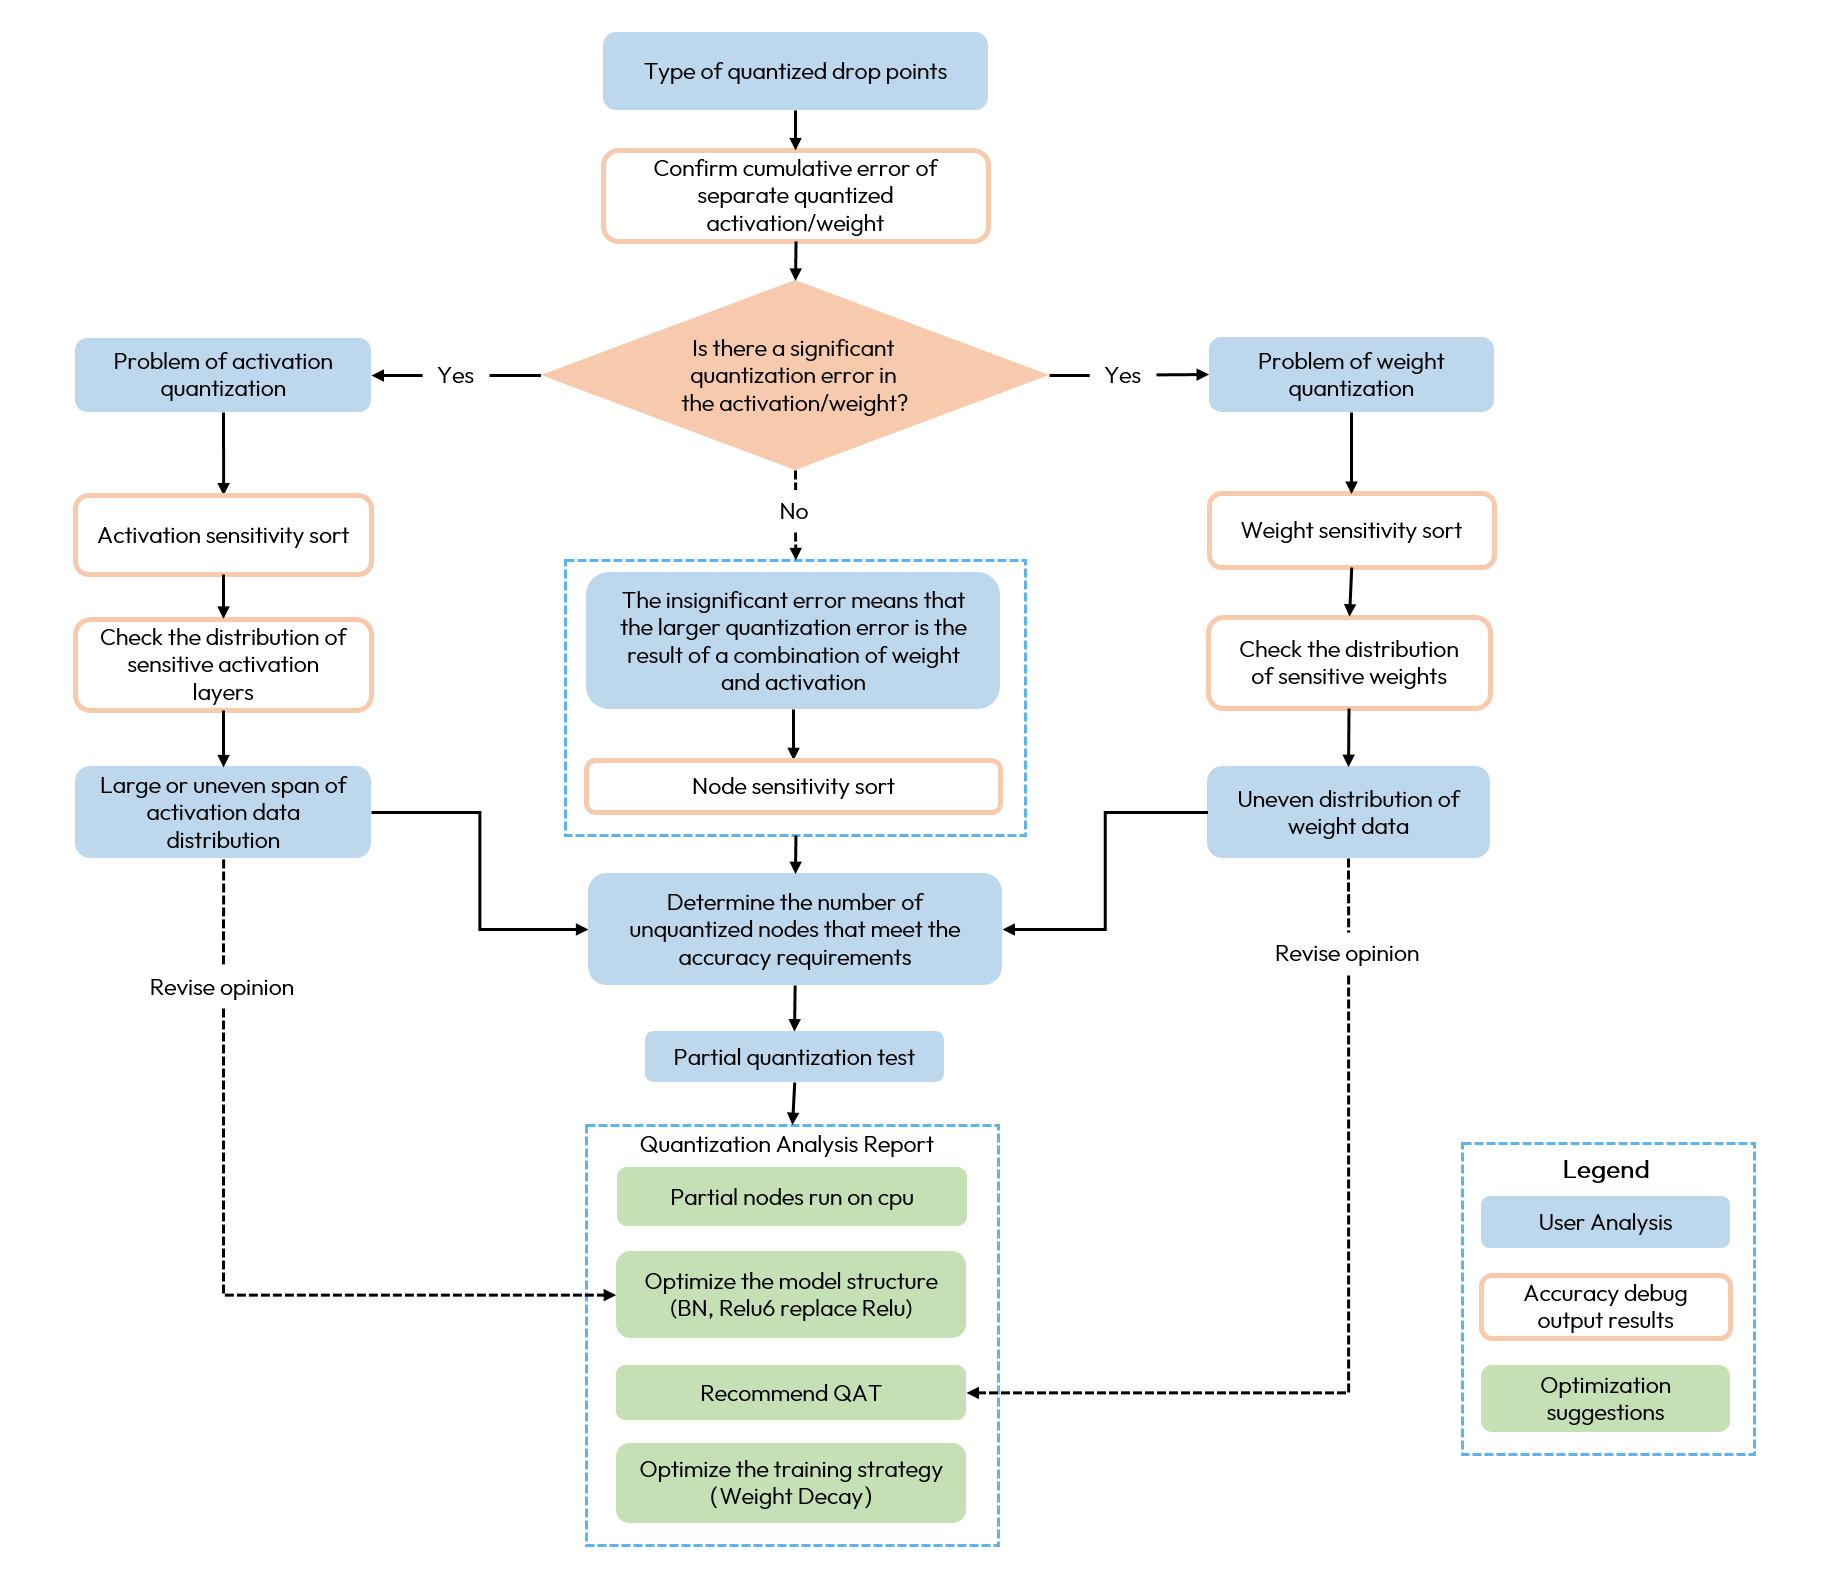 Type of quantized drop points
Confirm cumulative error of
separate quantized
activation/weight
Is there a significant
quantization error in
the activation/weight?
Yes
Yes
No
Problem of activation
quantization
Activation sensitivity sort
Check the distribution of
sensitive activation
layers
Large or uneven span of
activation data
distribution
Revise opinion
The insignificant error means that
the larger quantization error is the
result of a combination of weight
and activation
Node sensitivity sort
Determine the number of
unquantized nodes that meet the
accuracy requirements
Partial quantization test
Problem of weight
quantization
Weight sensitivity sort
Check the distribution
of sensitive weights
Uneven distribution of
weight data
Revise opinion
Quantization Analysis Report
Partial nodes run on cpu
Optimize the model structure
(BN, Relu6 replace Relu)
Recommend QAT
Optimize the training strategy
(Weight Decay)
Legend
User Analysis
Accuracy debug
output results
Optimization
suggestions